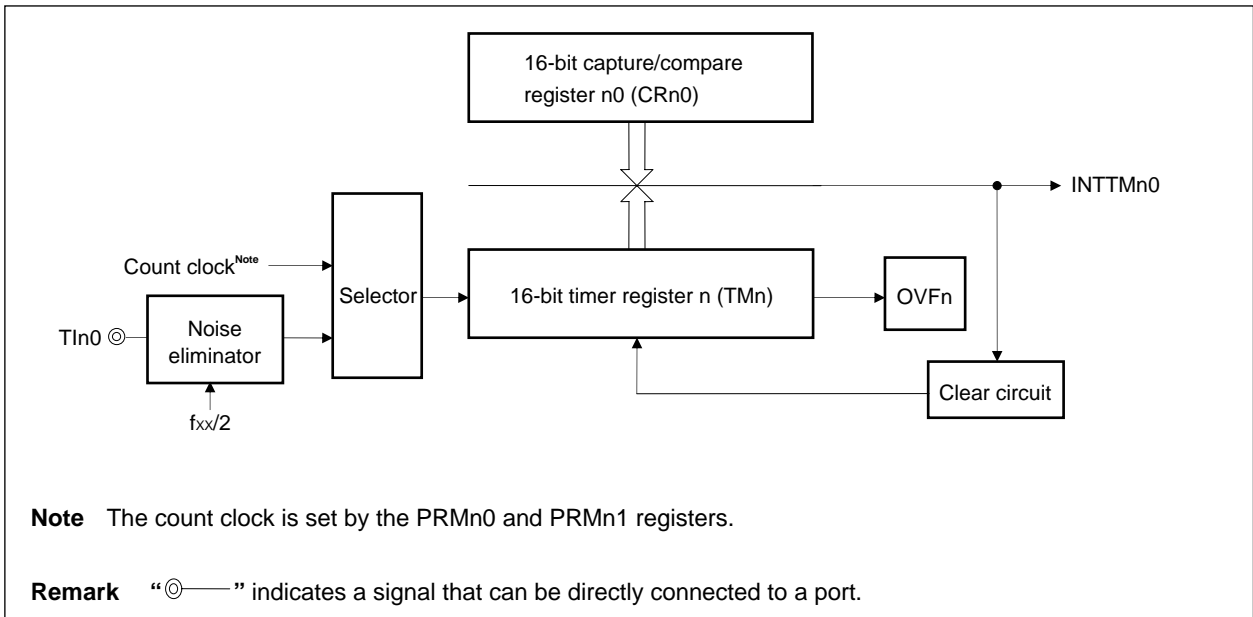 16-bit capture/compare
register n0 (CRn0)
INTTMn0
Count clockNote
Selector
16-bit timer register n (TMn)
OVFn
TIn0
Noise
eliminator
Clear circuit
fxx/2
Note The count clock is set by the PRMn0 and PRMn1 registers.
Remark “◎—” indicates a signal that can be directly connected to a port.